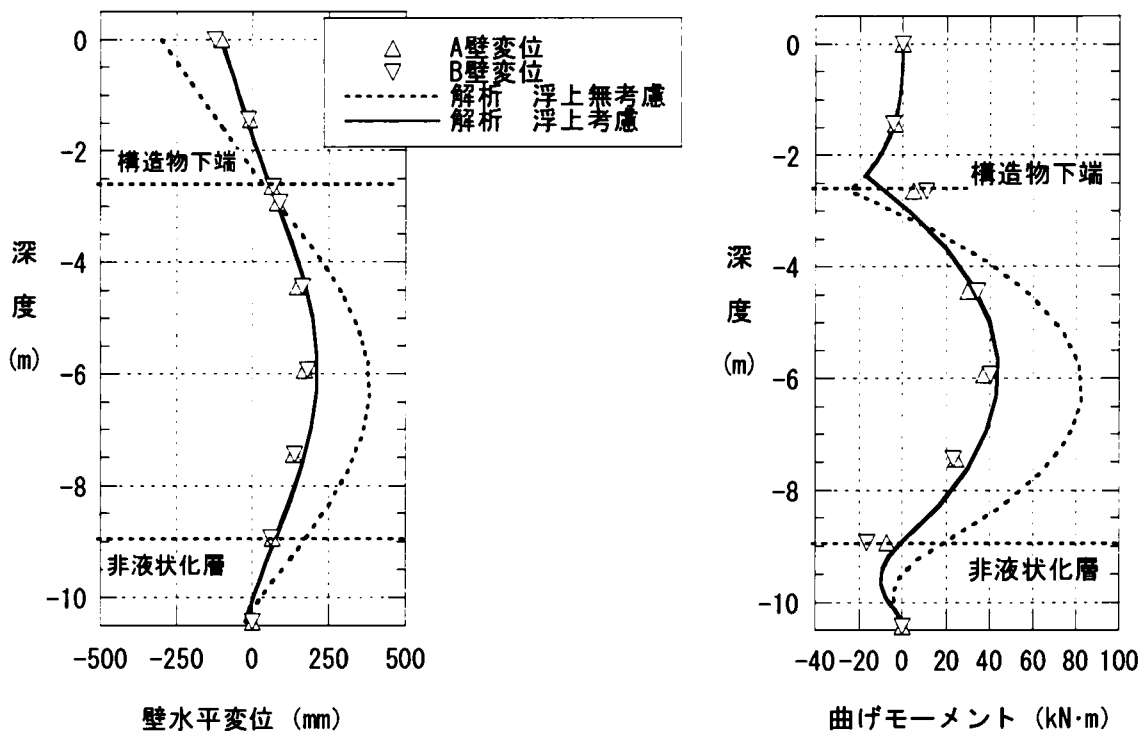 A壁変位
B壁変位
解析 浮上無考慮
解析 浮上考慮
0
-2
-4
-6
-8
-10
深
度
(m)
構造物下端
非液状化層
-500
-250
0
250
500
壁水平変位 (mm)
0
-2
-4
-6
-8
-10
深
度
(m)
構造物下端
非液状化層
-40
-20
0
20
40
60
80
100
曲げモーメント (kN·m)